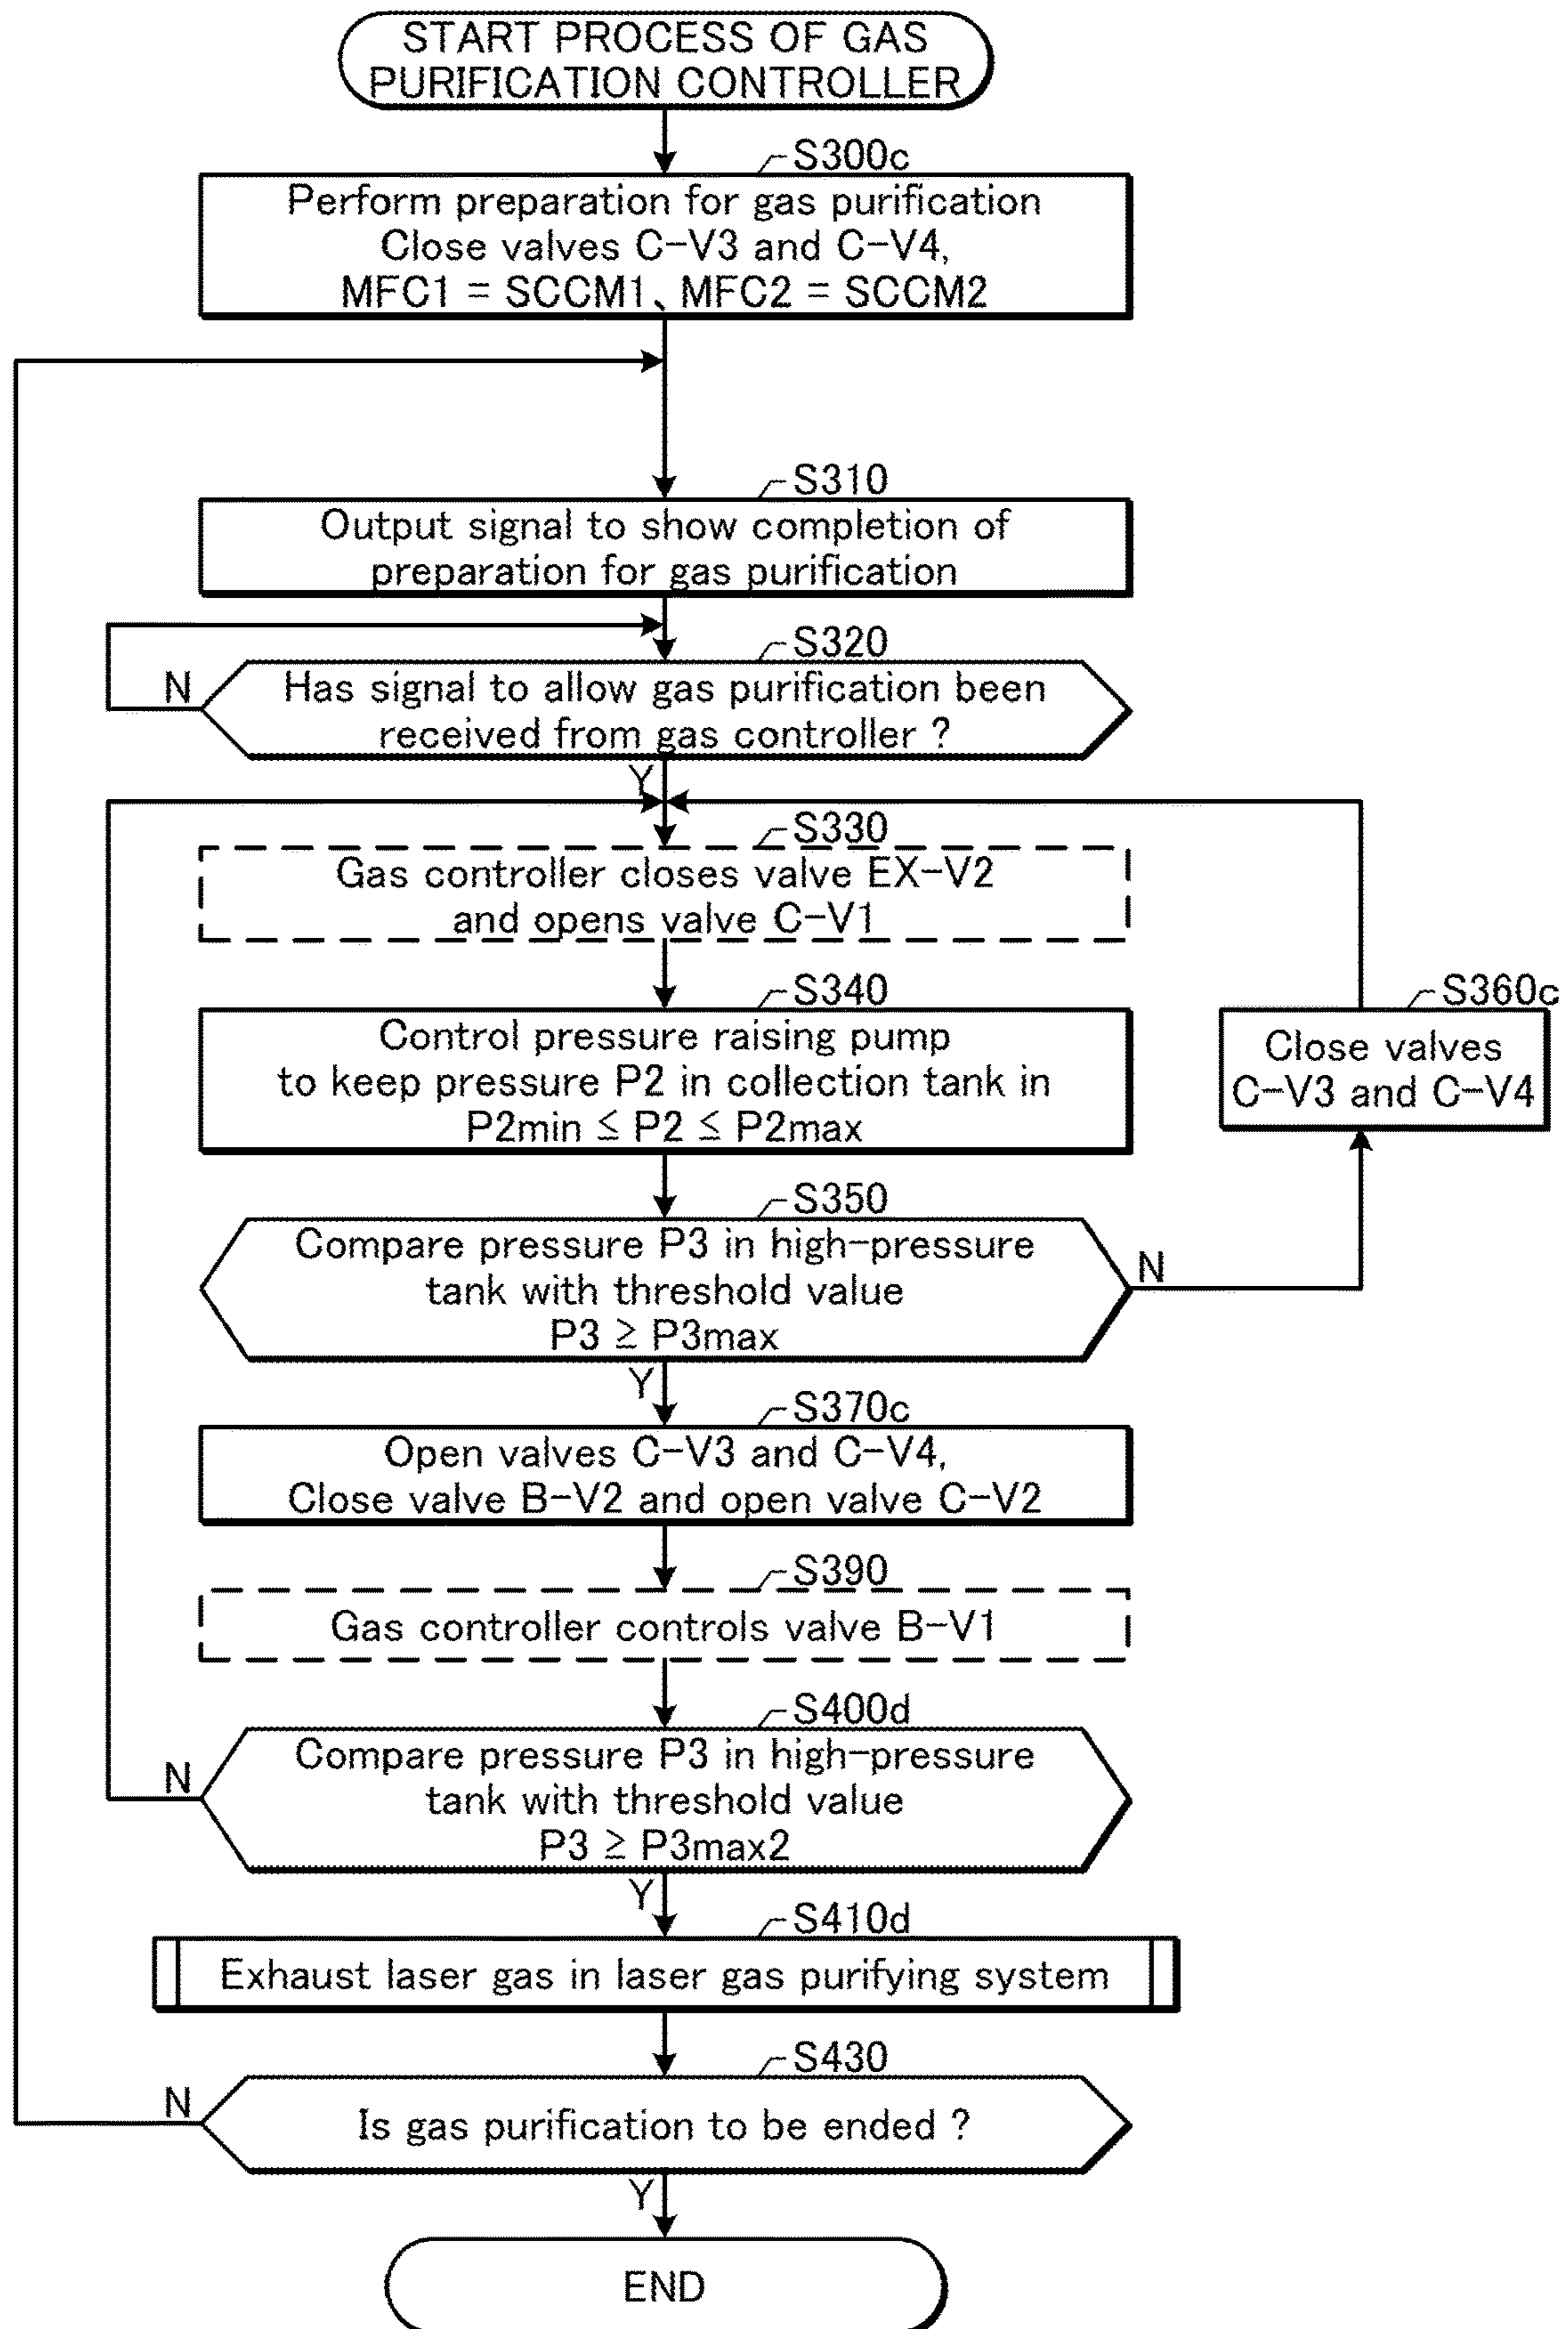 START PROCESS OF GAS
PURIFICATION CONTROLLER
S300c
Perform preparation for gas purification
Close valves C-V3 and C-V4,
MFC1 = SCCM1、MFC2 = SCCM2
S310
Output signal to show completion of
preparation for gas purification
S320
N
Has signal to allow gas purification been
received from gas controller ?
Y
S330
Gas controller closes valve EX-V2
and opens valve C-V1
S340
Control pressure raising pump
to keep pressure P2 in collection tank in
P2min ≤ P2 ≤ P2max
S360c
Close valves
C-V3 and C-V4
S350
Compare pressure P3 in high-pressure
tank with threshold value
P3 ≥ P3max
N
Y
S370c
Open valves C-V3 and C-V4,
Close valve B-V2 and open valve C-V2
S390
Gas controller controls valve B-V1
S400d
Compare pressure P3 in high-pressure
tank with threshold value
P3 ≥ P3max2
N
Y
S410d
Exhaust laser gas in laser gas purifying system
S430
N
Is gas purification to be ended ?
Y
END